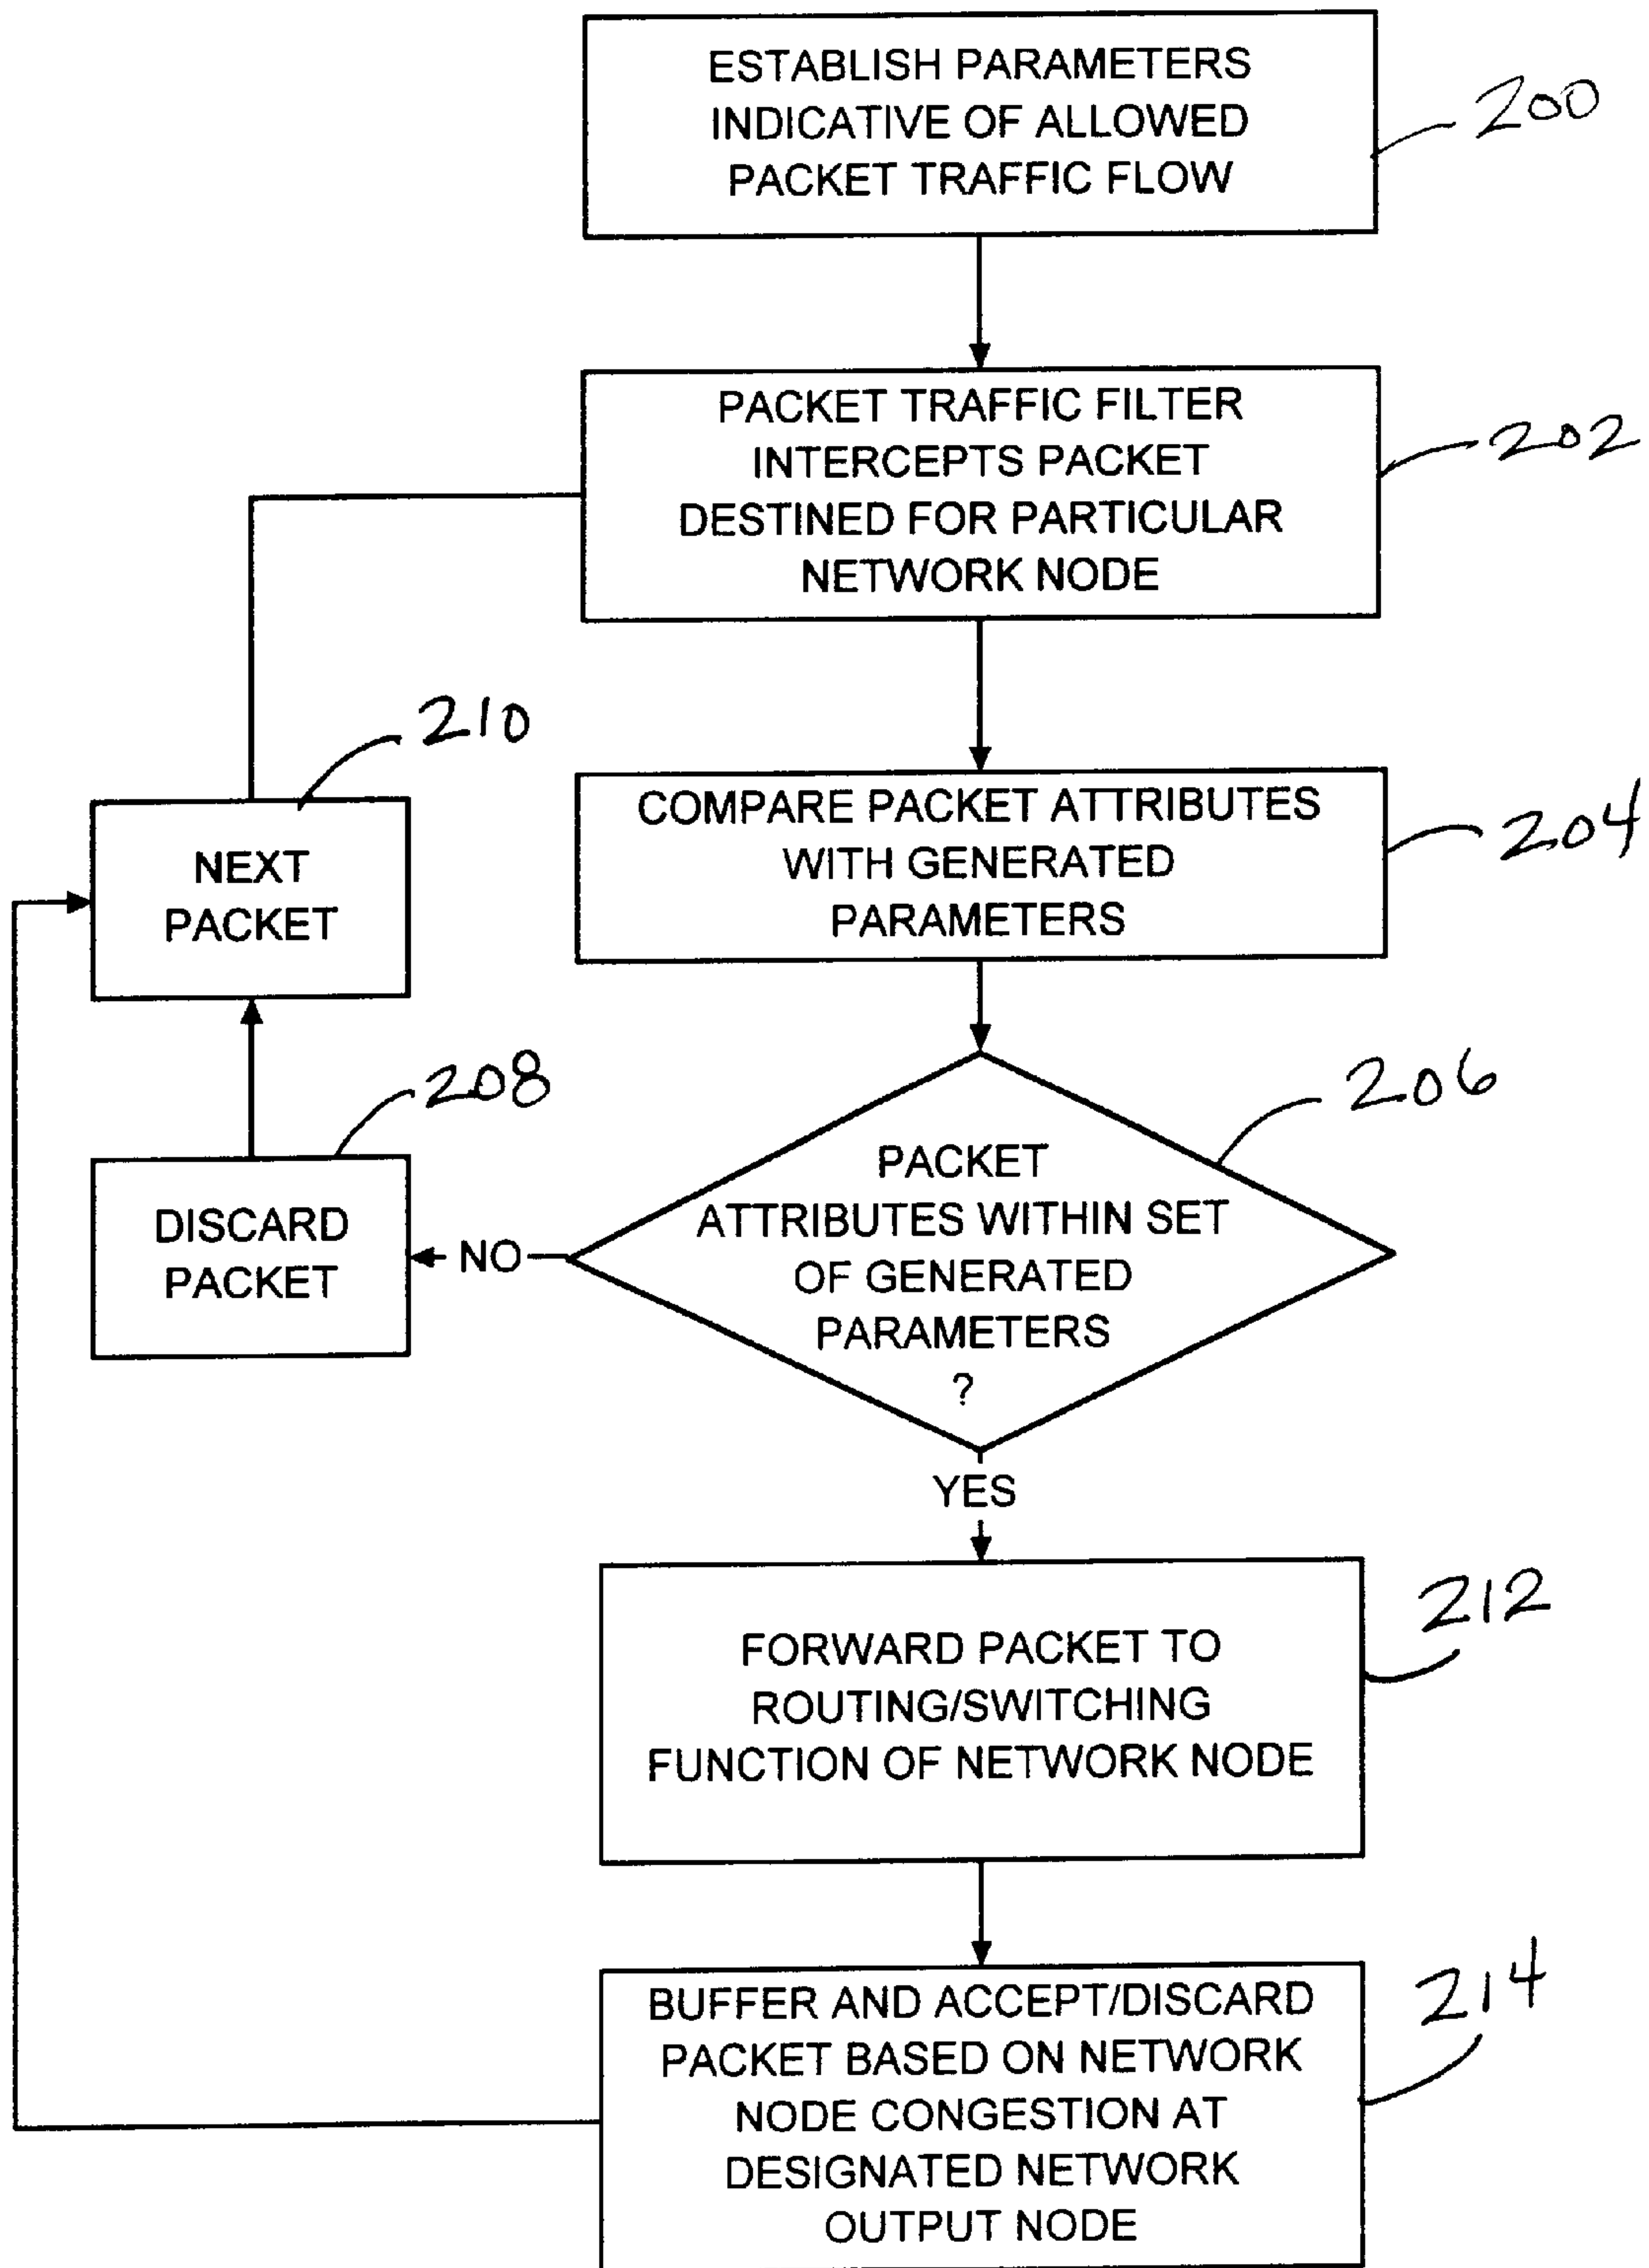 ESTABLISH PARAMETERS
INDICATIVE OF ALLOWED
PACKET TRAFFIC FLOW
200
PACKET TRAFFIC FILTER
INTERCEPTS PACKET
DESTINED FOR PARTICULAR
NETWORK NODE
202
210
NEXT
PACKET
COMPARE PACKET ATTRIBUTES
WITH GENERATED
PARAMETERS
204
208
DISCARD
PACKET
NO
PACKET
ATTRIBUTES WITHIN SET
OF GENERATED
PARAMETERS
?
206
YES
FORWARD PACKET TO
ROUTING/SWITCHING
FUNCTION OF NETWORK NODE
212
BUFFER AND ACCEPT/DISCARD
PACKET BASED ON NETWORK
NODE CONGESTION AT
DESIGNATED NETWORK
OUTPUT NODE
214